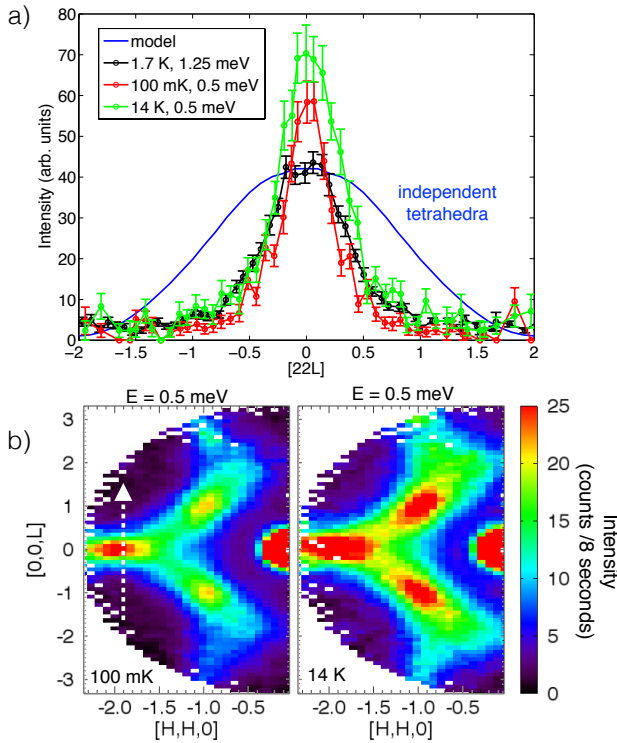 a)
80
70
60
50
40
30
20
10
0
Intensity (arb. units)
model
1.7 K, 1.25 meV
100 mK, 0.5 meV
14 K, 0.5 meV
independent
tetrahedra
−2 −1.5 −1 −0.5 0 0.5 1 1.5 2
[22L]
b)
E = 0.5 meV E = 0.5 meV
3
2
1
0
-1
-2
-3
[0,0,L]
100 mK
14 K
-2.0 -1.5 -1.0 -0.5
-2.0 -1.5 -1.0 -0.5
[H,H,0]
[H,H,0]
25
20
15
10
5
0
Intensity
(counts / 8 seconds)